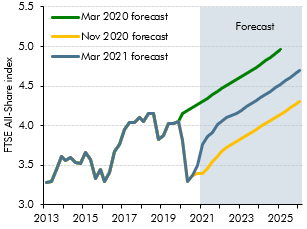 5.5
5.0
4.5
4.0
3.5
3.0
FTSE All-Share index
Mar 2020 forecast
Nov 2020 forecast
Mar 2021 forecast
Forecast
2013 2015 2017 2019 2021 2023 2025